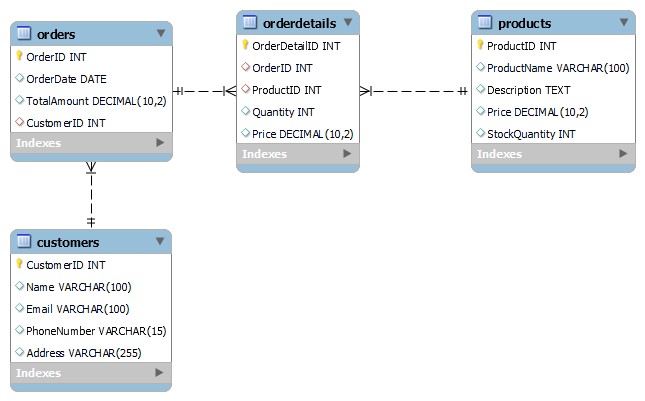 orders
OrderID INT
OrderDate DATE
TotalAmount DECIMAL(10,2)
CustomerID INT
Indexes
orderdetails
OrderDetailID INT
OrderID INT
ProductID INT
Quantity INT
Price DECIMAL(10,2)
Indexes
products
ProductID INT
ProductName VARCHAR(100)
Description TEXT
Price DECIMAL(10,2)
StockQuantity INT
Indexes
customers
CustomerID INT
Name VARCHAR(100)
Email VARCHAR(100)
PhoneNumber VARCHAR(15)
Address VARCHAR(255)
Indexes